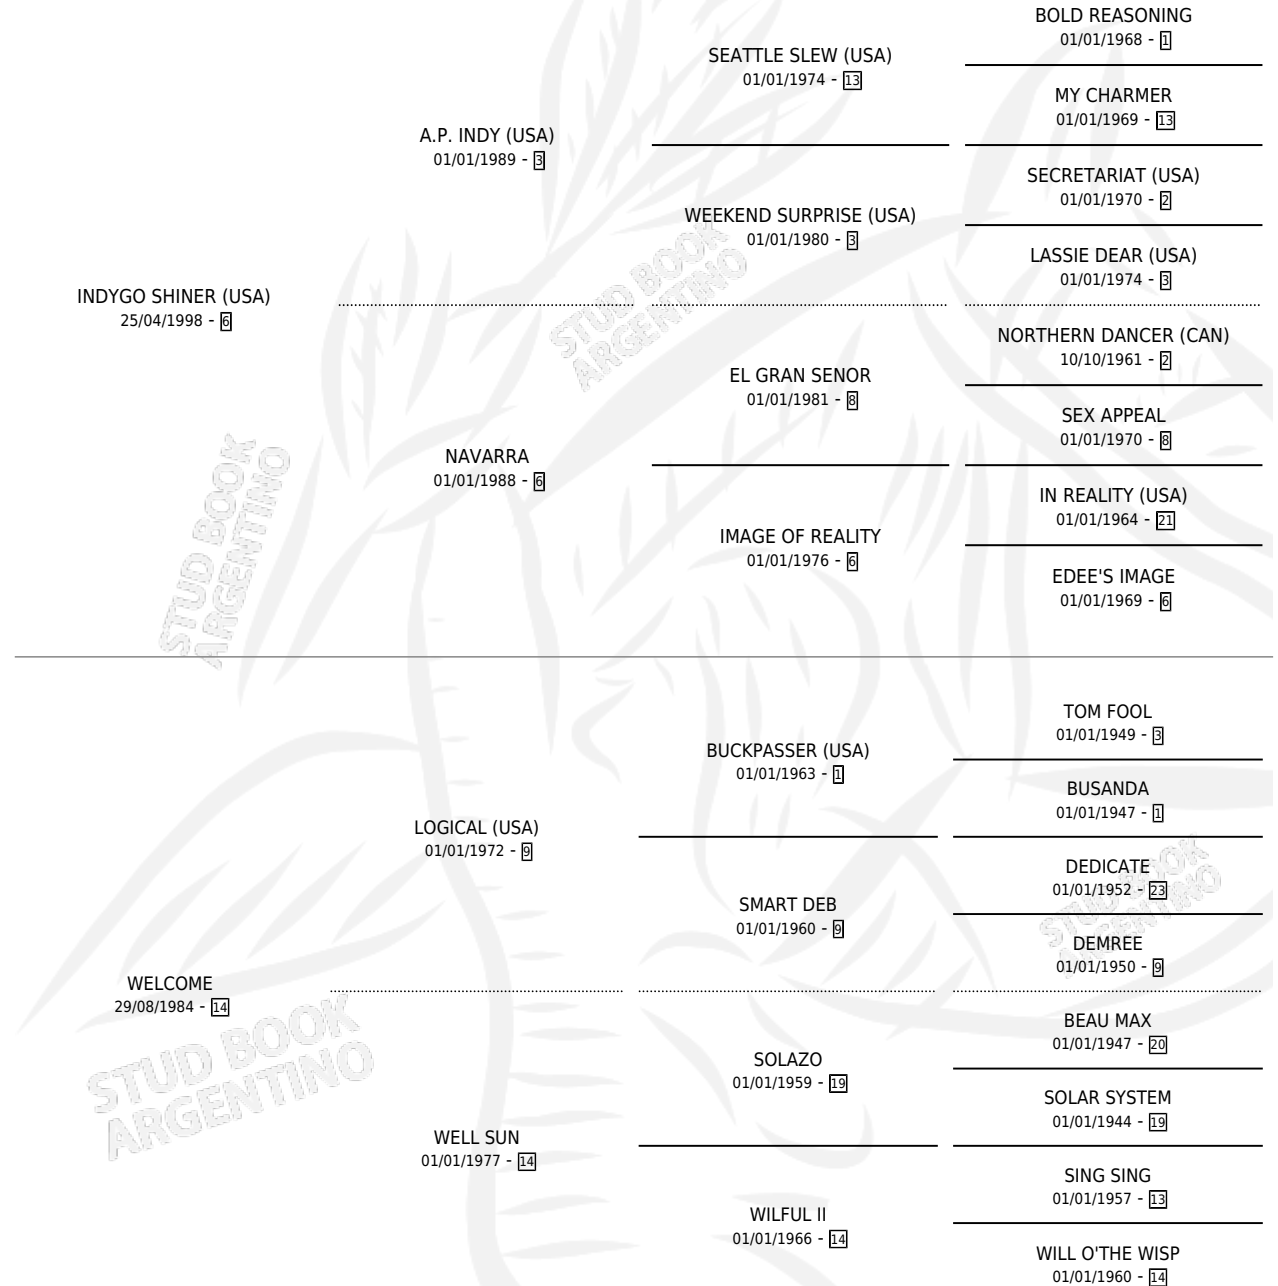 BOLD REASONING
01/01/1968 - 1
SEATTLE SLEW (USA)
01/01/1974 - 13
MY CHARMER
01/01/1969 - 13
A.P. INDY (USA)
01/01/1989 - 3
SECRETARIAT (USA)
01/01/1970 - 2
WEEKEND SURPRISE (USA)
01/01/1980 - 3
LASSIE DEAR (USA)
01/01/1974 - 3
INDYGO SHINER (USA)
25/04/1998 - 6
NORTHERN DANCER (CAN)
10/10/1961 - 2
EL GRAN SENOR
01/01/1981 - 8
SEX APPEAL
01/01/1970 - 8
NAVARRA
01/01/1988 - 6
IN REALITY (USA)
01/01/1964 - 21
IMAGE OF REALITY
01/01/1976 - 6
EDEE'S IMAGE
01/01/1969 - 6
TOM FOOL
01/01/1949 - 3
BUCKPASSER (USA)
01/01/1963 - 1
BUSANDA
01/01/1947 - 1
LOGICAL (USA)
01/01/1972 - 9
DEDICATE
01/01/1952 - 23
SMART DEB
01/01/1960 - 9
DEMREE
01/01/1950 - 9
WELCOME
29/08/1984 - 14
BEAU MAX
01/01/1947 - 20
SOLAZO
01/01/1959 - 19
SOLAR SYSTEM
01/01/1944 - 19
WELL SUN
01/01/1977 - 14
SING SING
01/01/1957 - 13
WILFUL II
01/01/1966 - 14
WILL O'THE WISP
01/01/1960 - 14
STUD BOOK
ARGENTINO
STUD BOOK
ARGENTINO
STUD BOOK
ARGENTINO
STUD BOOK
ARGENTINO